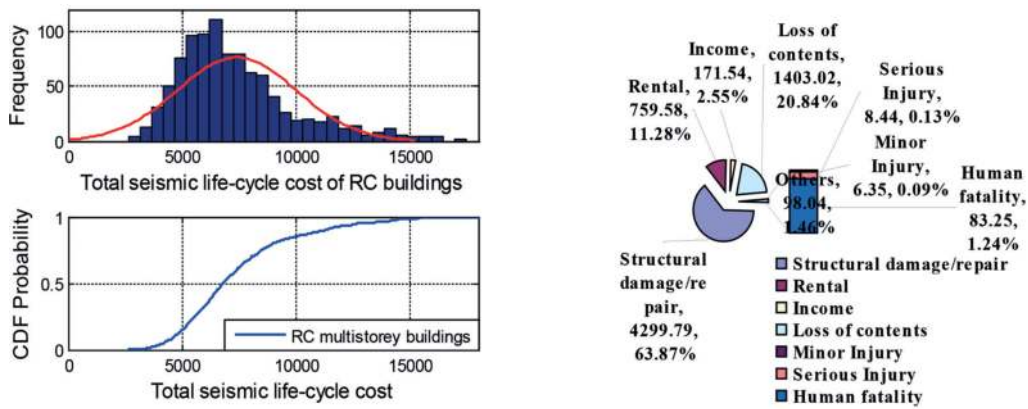 Frequency
100
50
0
0
5000
10000
15000
Total seismic life-cycle cost of RC buildings
CDF Probability
1
0.5
0
0
5000
10000
15000
RC multistorey buildings
Total seismic life-cycle cost
Income,
171.54,
2.55%
Loss of
contents,
1403.02,
20.84%
Rental,
759.58,
11.28%
Serious
Injury,
8.44, 0.13%
Minor
Injury,
6.35, 0.09%
Human
fatality,
83.25,
1.24%
Others,
98.04,
1.46%
Structural
damage/re
pair,
4299.79,
63.87%
Structural damage/repair
Rental
Income
Loss of contents
Minor Injury
Serious Injury
Human fatality